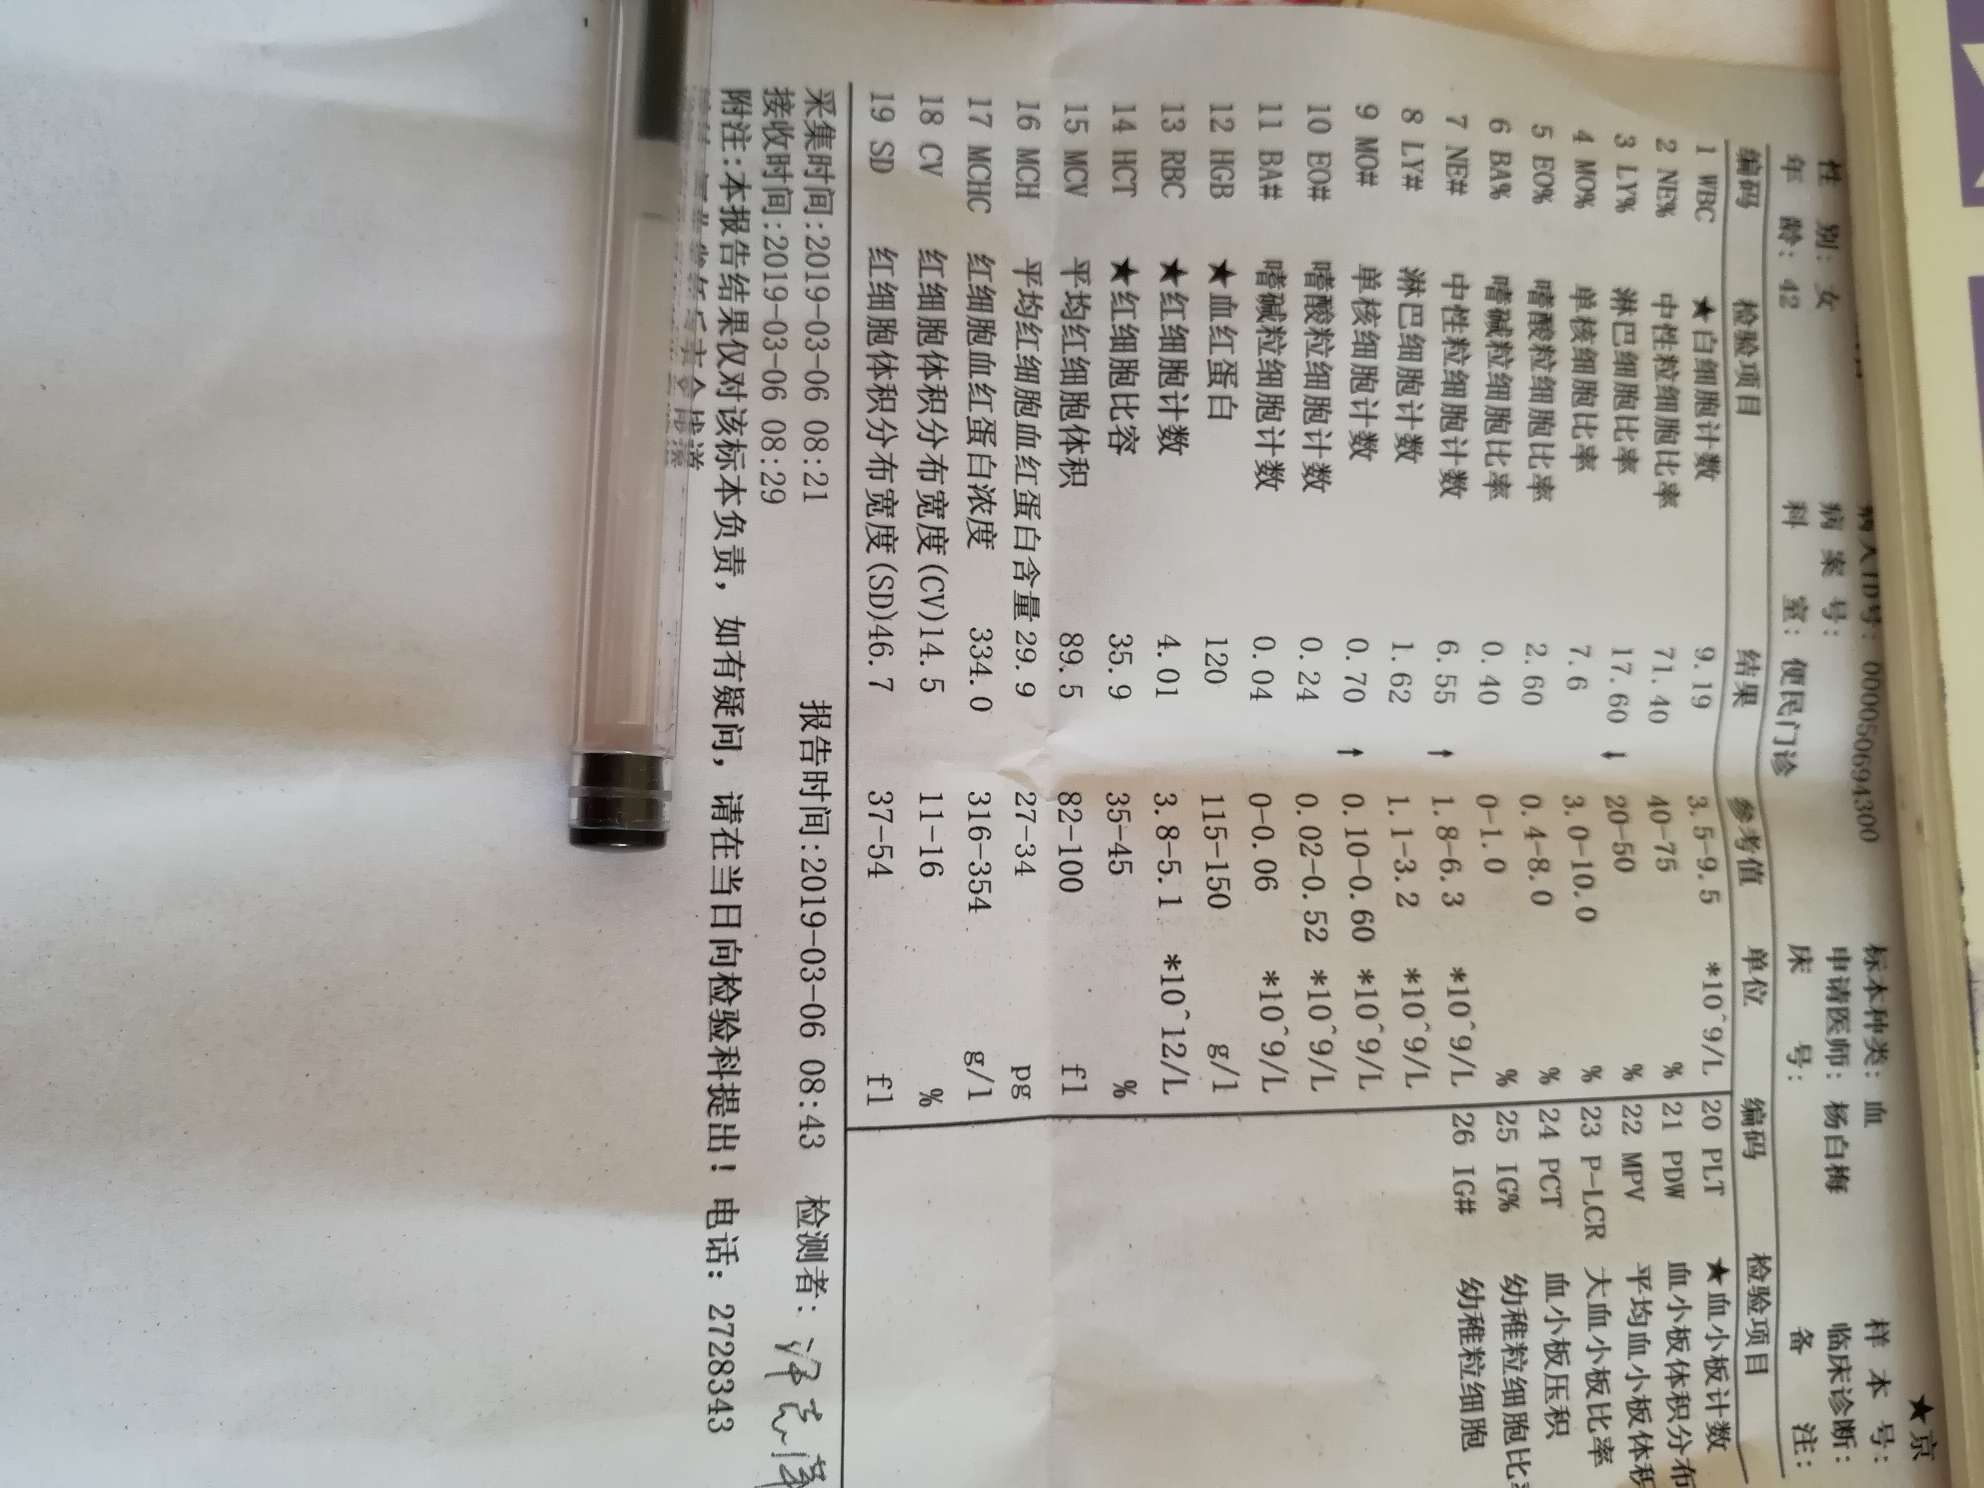 ★京
病人ID号: 000050694300 标本种类: 血 样 本 号:
性 别: 女 病 案 号: 申请医师: 杨白梅 临床诊断:
年 龄: 42 科 室: 便民门诊 床 号: 备 注:
编码 检验项目 结果 参考值 单位 编码 检验项目
1 WBC ★白细胞计数 9.19 3.5-9.5 *10^9/L 20 PLT ★血小板计数
2 NE% 中性粒细胞比率 71.40 40-75 % 21 PDW 血小板体积分布
3 LY% 淋巴细胞比率 17.60 ↓ 20-50 % 22 MPV 平均血小板体积
4 MO% 单核细胞比率 7.6 3.0-10.0 % 23 P-LCR 大血小板比率
5 EO% 嗜酸粒细胞比率 2.60 0.4-8.0 % 24 PCT 血小板压积
6 BA% 嗜碱粒细胞比率 0.40 0-1.0 % 25 IG% 幼稚粒细胞比
7 NE# 中性粒细胞计数 6.55 ↑ 1.8-6.3 *10^9/L 26 IG# 幼稚粒细胞
8 LY# 淋巴细胞计数 1.62 1.1-3.2 *10^9/L
9 MO# 单核细胞计数 0.70 ↑ 0.10-0.60 *10^9/L
10 EO# 嗜酸粒细胞计数 0.24 0.02-0.52 *10^9/L
11 BA# 嗜碱粒细胞计数 0.04 0-0.06 *10^9/L
12 HGB ★血红蛋白 120 115-150 g/l
13 RBC ★红细胞计数 4.01 3.8-5.1 *10^12/L
14 HCT ★红细胞比容 35.9 35-45 %
15 MCV 平均红细胞体积 89.5 82-100 fl
16 MCH 平均红细胞血红蛋白含量 29.9 27-34 pg
17 MCHC 红细胞血红蛋白浓度 334.0 316-354 g/l
18 CV 红细胞体积分布宽度(CV)14.5 11-16 %
19 SD 红细胞体积分布宽度(SD)46.7 37-54 fl
采集时间:2019-03-06 08:21 报告时间:2019-03-06 08:43 检测者:
接收时间:2019-03-06 08:29
附注:本报告结果仅对该标本负责，如有疑问，请在当日向检验科提出! 电话: 2728343